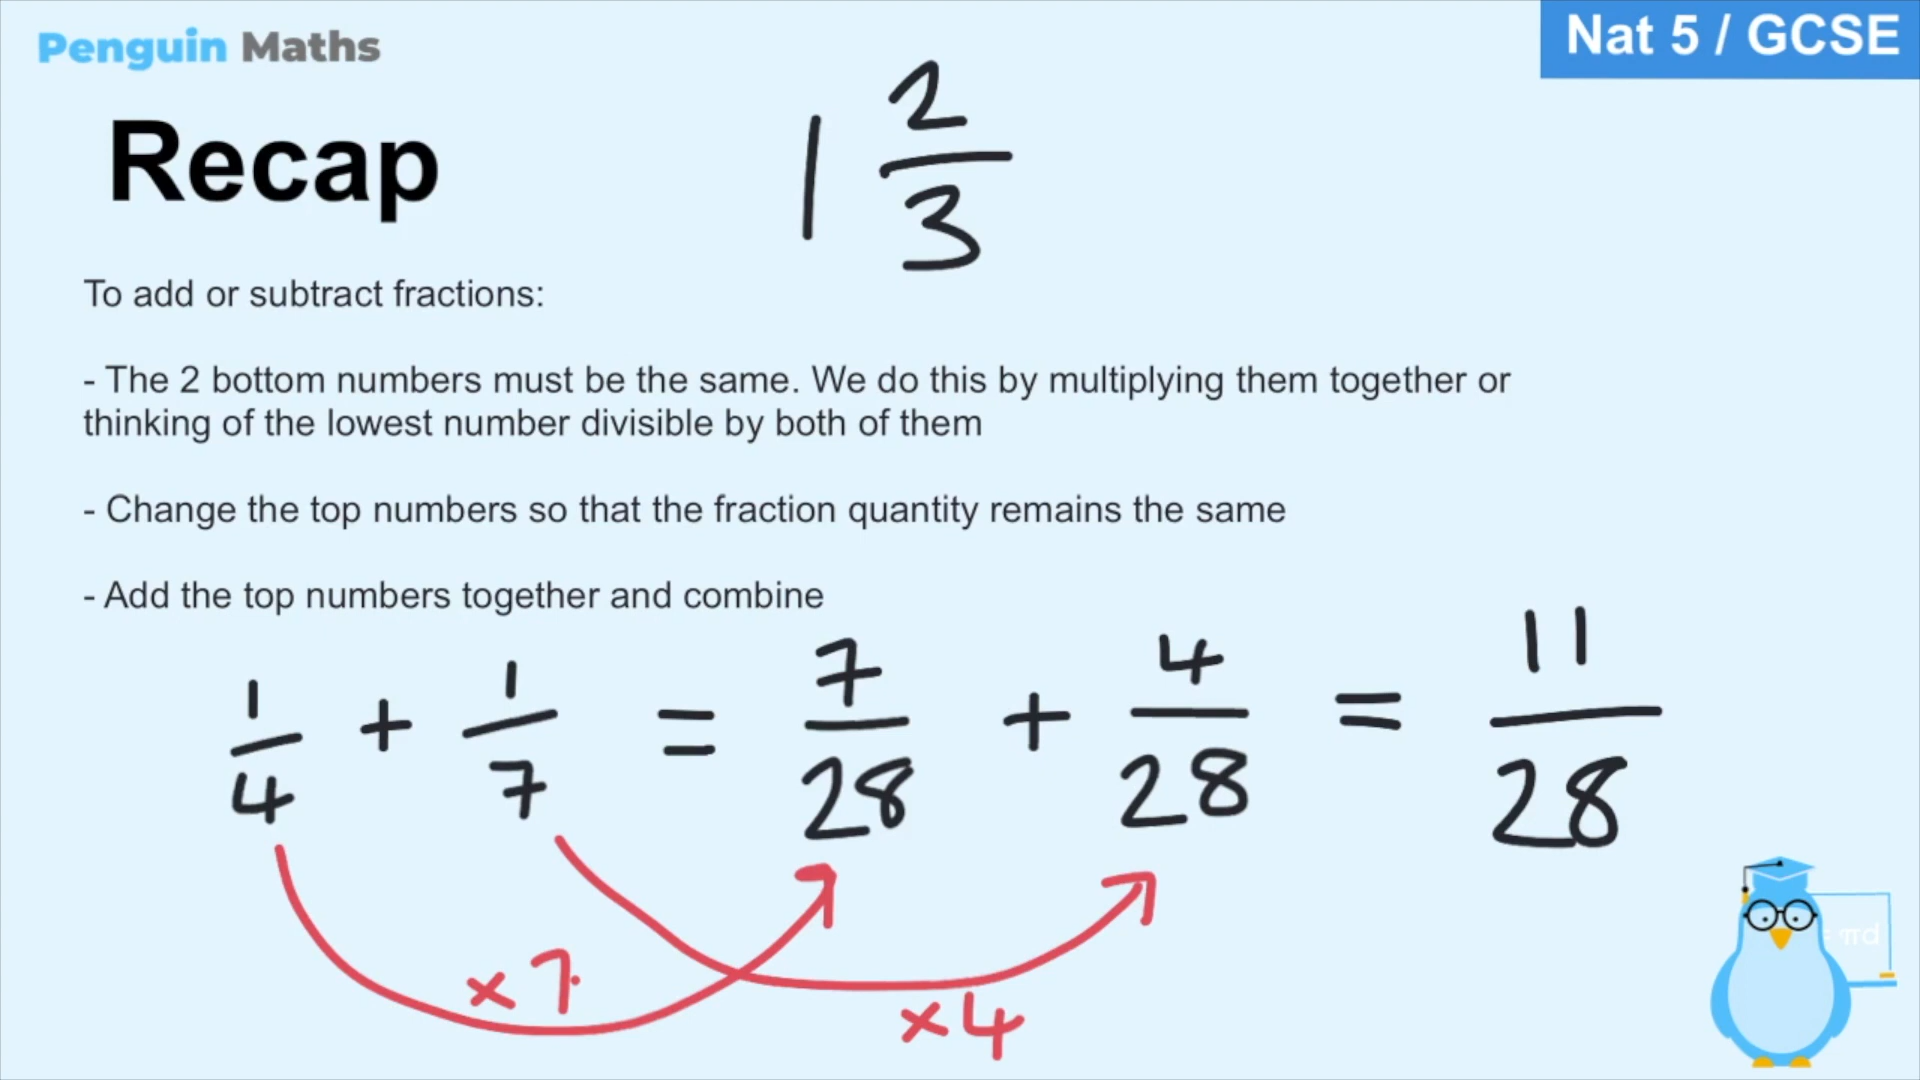 Penguin Maths
Nat 5 / GCSE
Recap
1 2/3
To add or subtract fractions:
- The 2 bottom numbers must be the same. We do this by multiplying them together or
thinking of the lowest number divisible by both of them
- Change the top numbers so that the fraction quantity remains the same
- Add the top numbers together and combine
1/4 + 1/7 = 7/28 + 4/28 = 11/28
×7
×4
πd